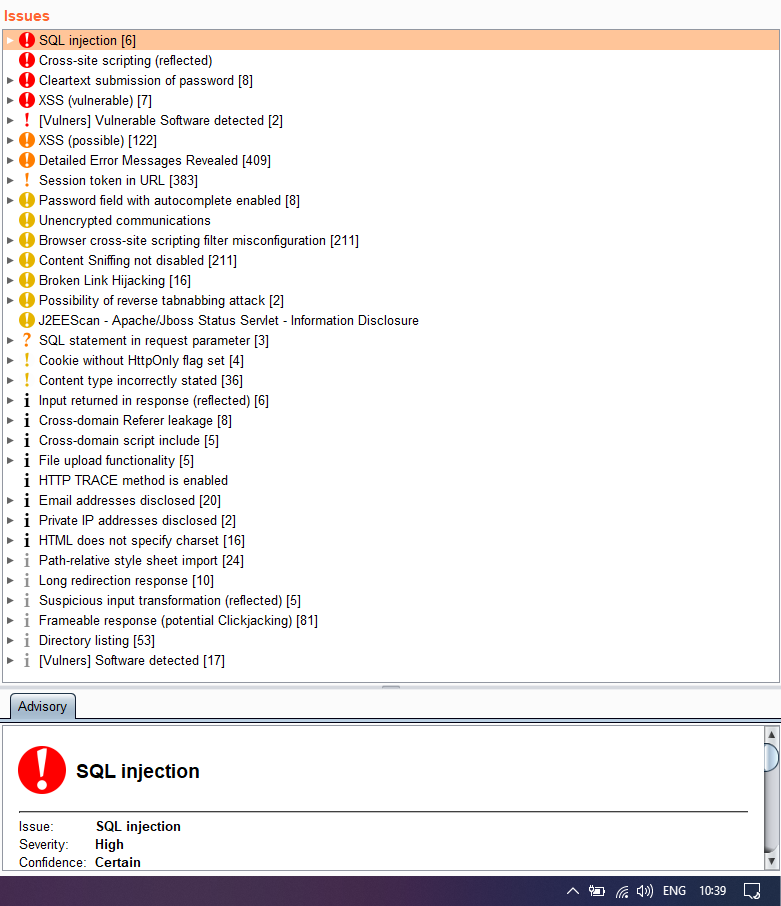 Issues
SQL injection [6]
Cross-site scripting (reflected)
Cleartext submission of password [8]
XSS (vulnerable) [7]
[Vulners] Vulnerable Software detected [2]
XSS (possible) [122]
Detailed Error Messages Revealed [409]
Session token in URL [383]
Password field with autocomplete enabled [8]
Unencrypted communications
Browser cross-site scripting filter misconfiguration [211]
Content Sniffing not disabled [211]
Broken Link Hijacking [16]
Possibility of reverse tabnabbing attack [2]
J2EEScan - Apache/Jboss Status Servlet - Information Disclosure
SQL statement in request parameter [3]
Cookie without HttpOnly flag set [4]
Content type incorrectly stated [36]
Input returned in response (reflected) [6]
Cross-domain Referer leakage [8]
Cross-domain script include [5]
File upload functionality [5]
HTTP TRACE method is enabled
Email addresses disclosed [20]
Private IP addresses disclosed [2]
HTML does not specify charset [16]
Path-relative style sheet import [24]
Long redirection response [10]
Suspicious input transformation (reflected) [5]
Frameable response (potential Clickjacking) [81]
Directory listing [53]
[Vulners] Software detected [17]
Advisory
SQL injection
Issue: SQL injection
Severity: High
Confidence: Certain
ENG 10:39